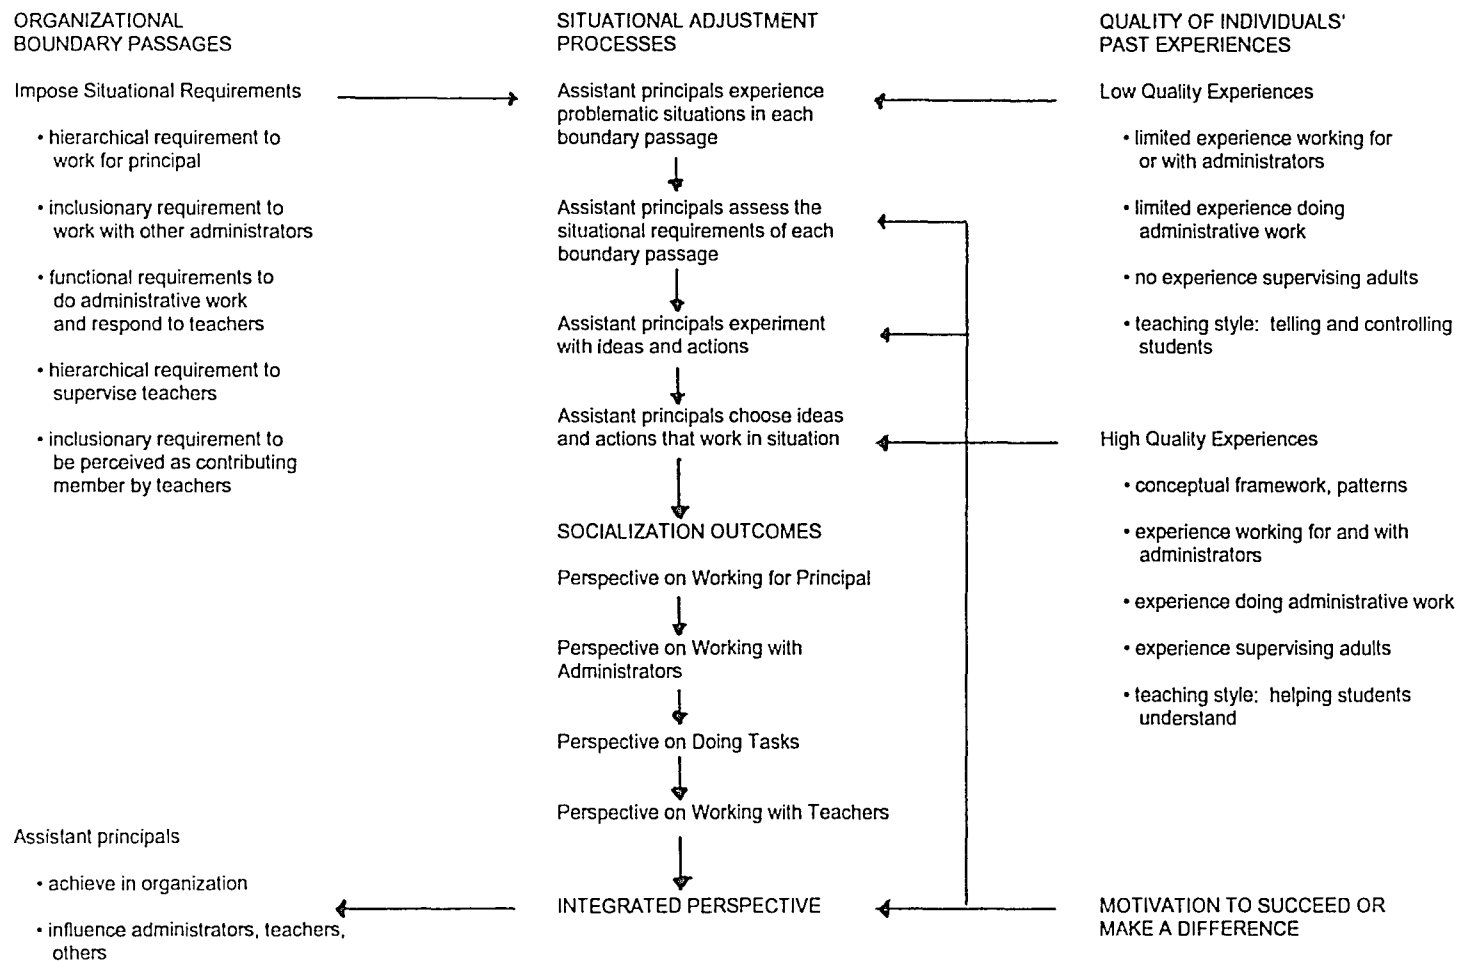 ORGANIZATIONAL
BOUNDARY PASSAGES
Impose Situational Requirements
• hierarchical requirement to
work for principal
• inclusionary requirement to
work with other administrators
• functional requirements to
do administrative work
and respond to teachers
• hierarchical requirement to
supervise teachers
• inclusionary requirement to
be perceived as contributing
member by teachers
Assistant principals
• achieve in organization
• influence administrators, teachers,
others
SITUATIONAL ADJUSTMENT
PROCESSES
Assistant principals experience
problematic situations in each
boundary passage
Assistant principals assess the
situational requirements of each
boundary passage
Assistant principals experiment
with ideas and actions
Assistant principals choose ideas
and actions that work in situation
SOCIALIZATION OUTCOMES
Perspective on Working for Principal
Perspective on Working with
Administrators
Perspective on Doing Tasks
Perspective on Working with Teachers
INTEGRATED PERSPECTIVE
QUALITY OF INDIVIDUALS'
PAST EXPERIENCES
Low Quality Experiences
• limited experience working for
or with administrators
• limited experience doing
administrative work
• no experience supervising adults
• teaching style: telling and controlling
students
High Quality Experiences
• conceptual framework, patterns
• experience working for and with
administrators
• experience doing administrative work
• experience supervising adults
• teaching style: helping students
understand
MOTIVATION TO SUCCEED OR
MAKE A DIFFERENCE